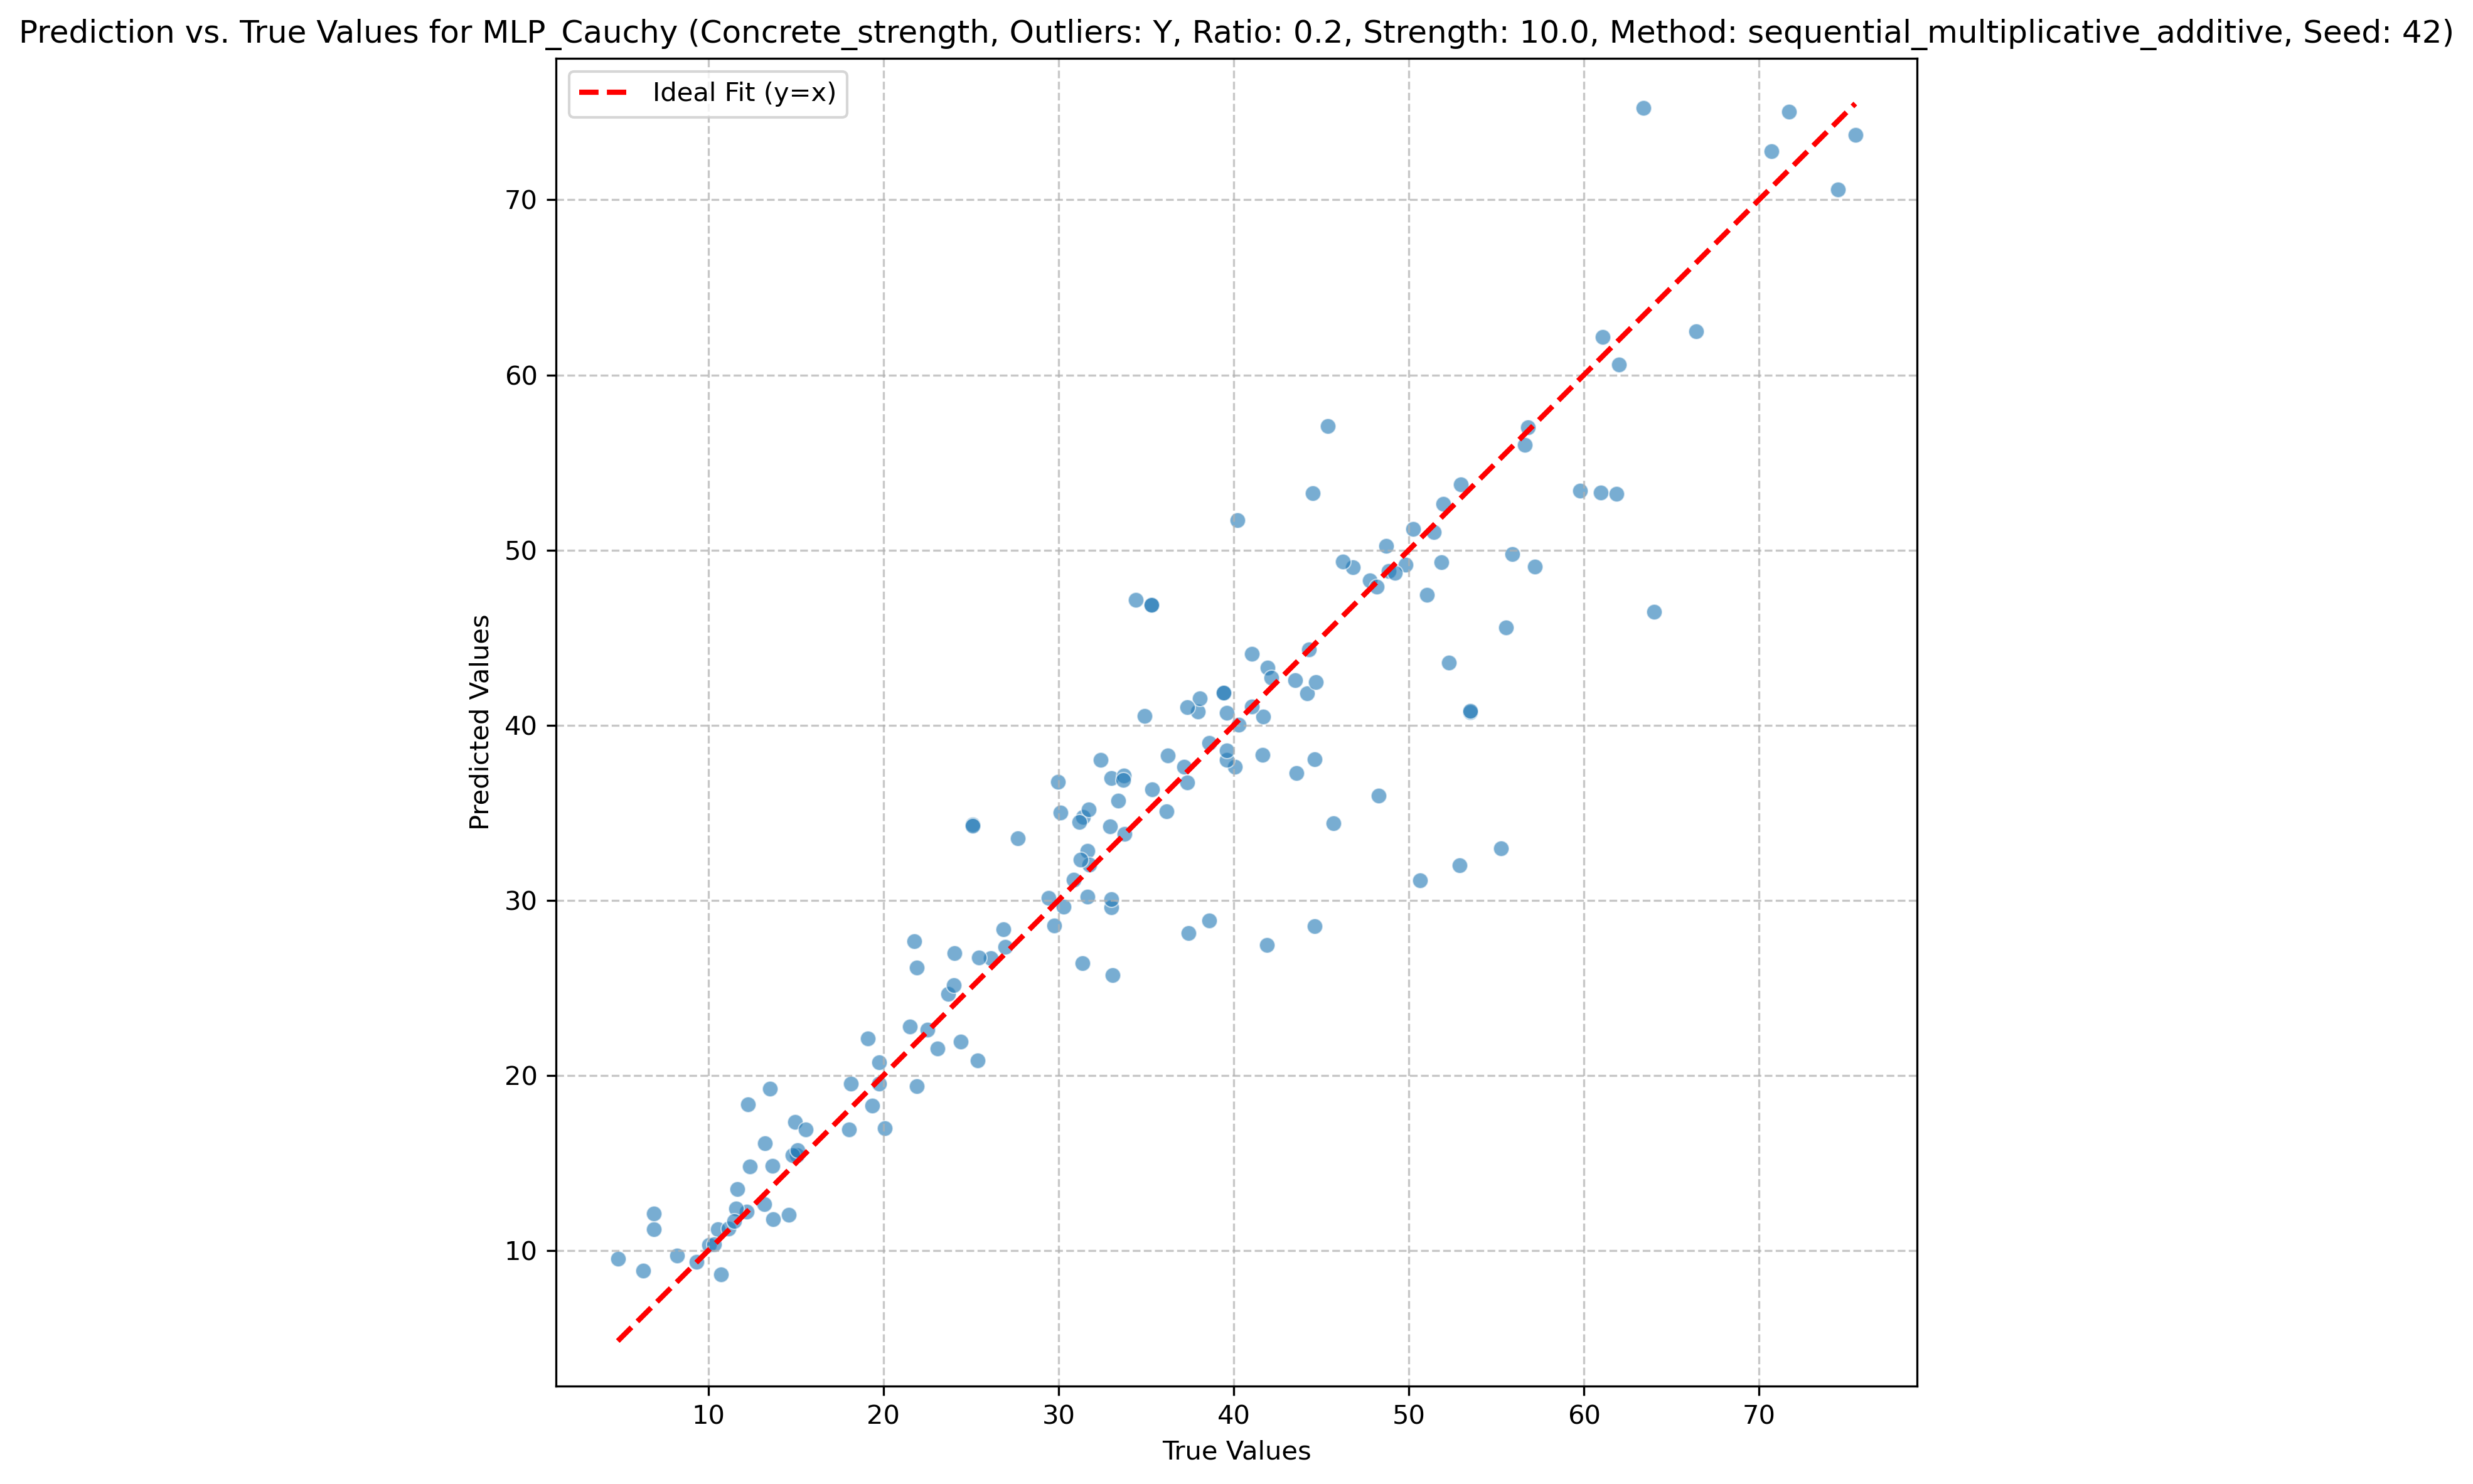 Prediction vs. True Values for MLP_Cauchy (Concrete_strength, Outliers: Y, Ratio: 0.2, Strength: 10.0, Method: sequential_multiplicative_additive, Seed: 42)
Ideal Fit (y=x)
70
60
50
40
30
20
10
Predicted Values
10 20 30 40 50 60 70
True Values